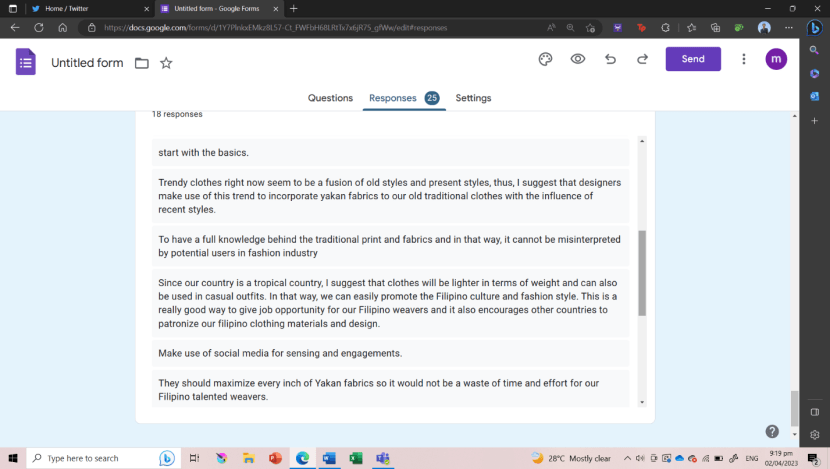 Home / Twitter
Untitled form - Google Forms
https://docs.google.com/forms/d/
/edit#responses
Untitled form
Send
m
Questions
Responses
25
Settings
18 responses
start with the basics.
Trendy clothes right now seem to be a fusion of old styles and present styles, thus, I suggest that designers
make use of this trend to incorporate yakan fabrics to our old traditional clothes with the influence of
recent styles.
To have a full knowledge behind the traditional print and fabrics and in that way, it cannot be misinterpreted
by potential users in fashion industry
Since our country is a tropical country, I suggest that clothes will be lighter in terms of weight and can also
be used in casual outfits. In that way, we can easily promote the Filipino culture and fashion style. This is a
really good way to give job opportunity for our Filipino weavers and it also encourages other countries to
patronize our filipino clothing materials and design.
Make use of social media for sensing and engagements.
They should maximize every inch of Yakan fabrics so it would not be a waste of time and effort for our
Filipino talented weavers.
Type here to search
28°C Mostly clear
ENG
9:19 pm
02/04/2023